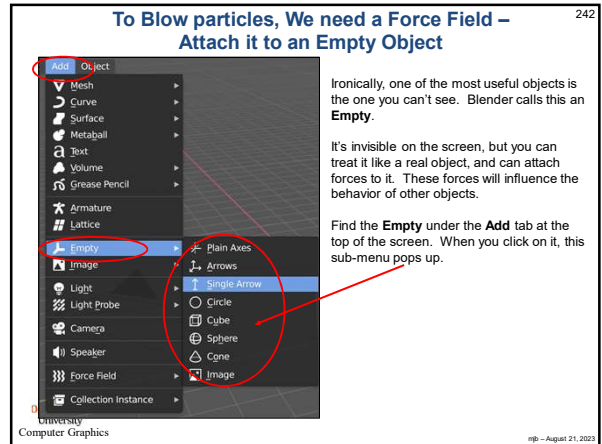 To Blow particles, We need a Force Field –
Attach it to an Empty Object
242
Add Object
Mesh
Curve
Surface
Metaball
Text
Volume
Grease Pencil
Armature
Lattice
Empty
Image
Light
Light Probe
Camera
Speaker
Force Field
Collection Instance
Plain Axes
Arrows
Single Arrow
Circle
Cube
Sphere
Cone
Image
Ironically, one of the most useful objects is
the one you can't see. Blender calls this an
Empty.
It's invisible on the screen, but you can
treat it like a real object, and can attach
forces to it. These forces will influence the
behavior of other objects.
Find the Empty under the Add tab at the
top of the screen. When you click on it, this
sub-menu pops up.
University
Computer Graphics
mjb – August 21, 2023